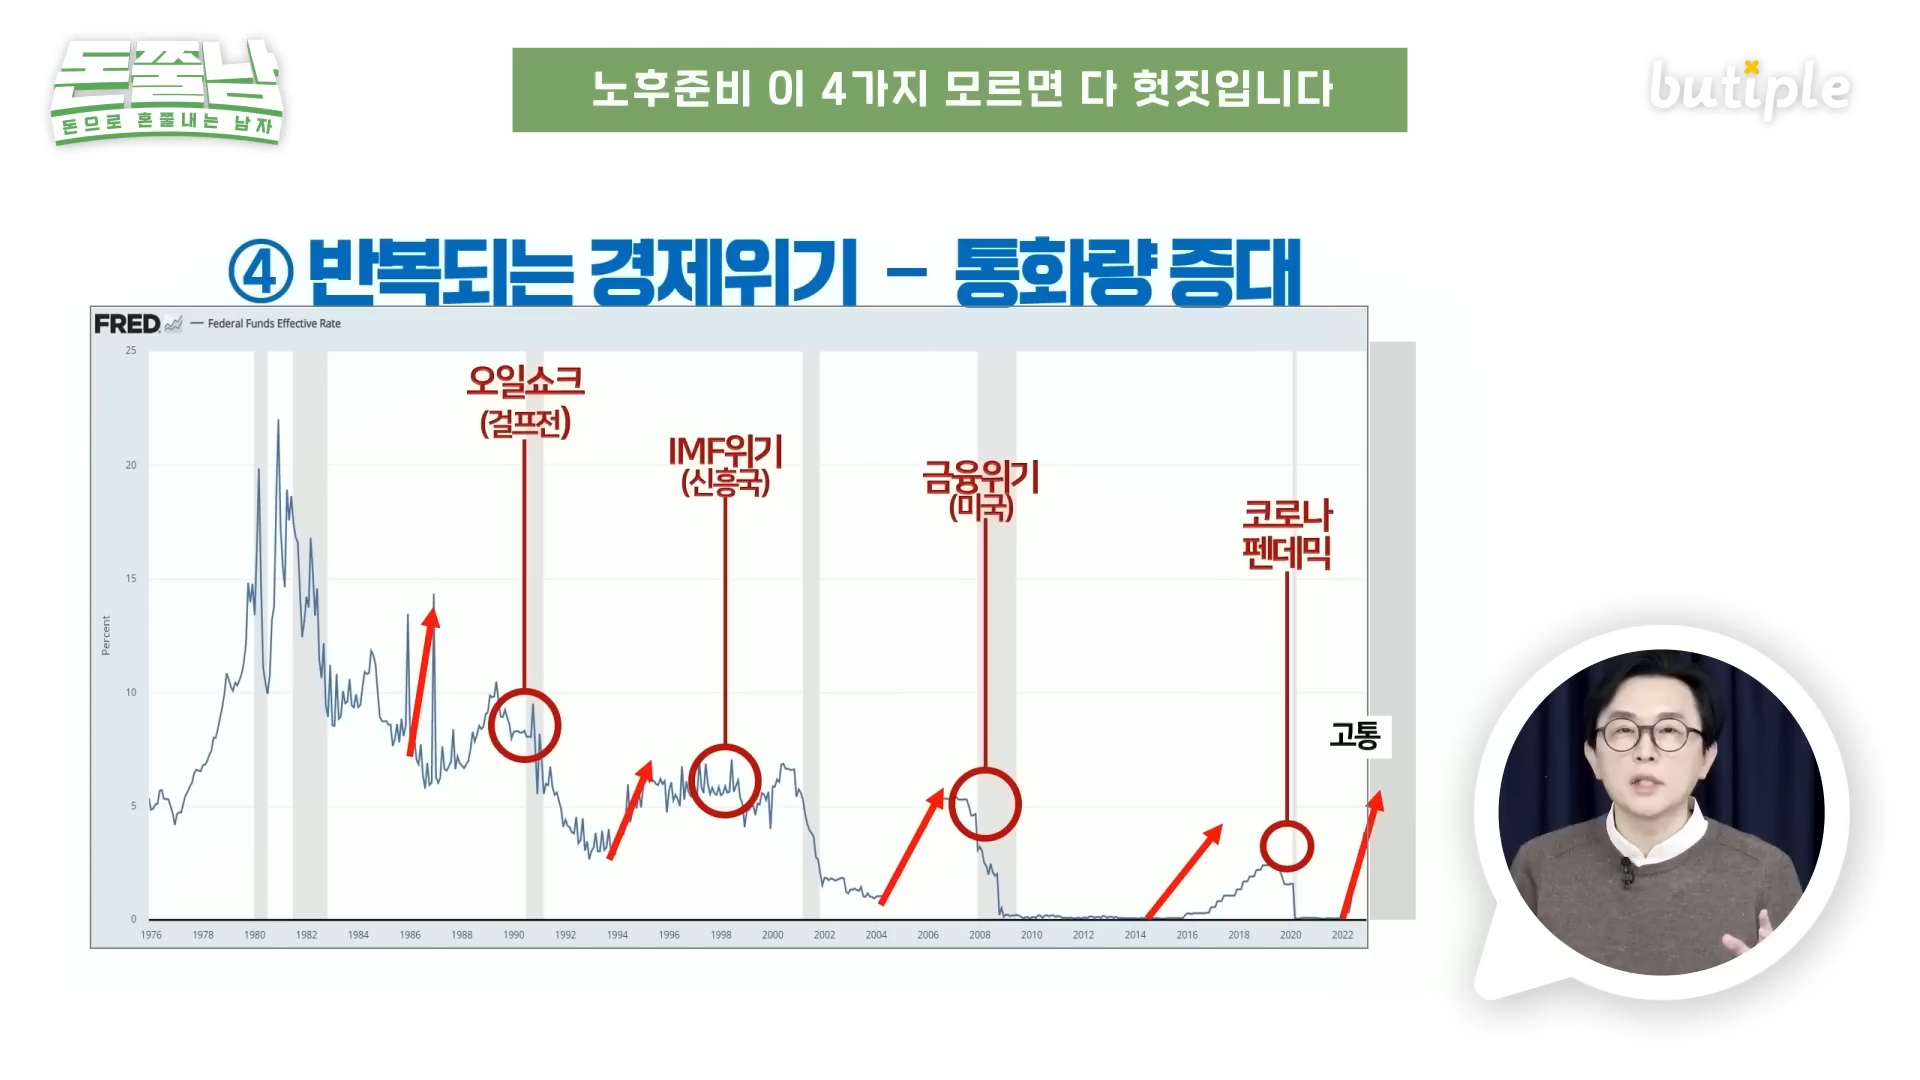 돈쭐남
돈으로 혼쭐내는 남자
노후준비 이 4가지 모르면 다 헛짓입니다
butiple
④ 반복되는 경제위기 – 통화량 증대
FRED
Federal Funds Effective Rate
25
20
15
10
5
0
Percent
오일쇼크
(걸프전)
IMF위기
(신흥국)
금융위기
(미국)
코로나
펜데믹
고통
1976 1978 1980 1982 1984 1986 1988 1990 1992 1994 1996 1998 2000 2002 2004 2006 2008 2010 2012 2014 2016 2018 2020 2022